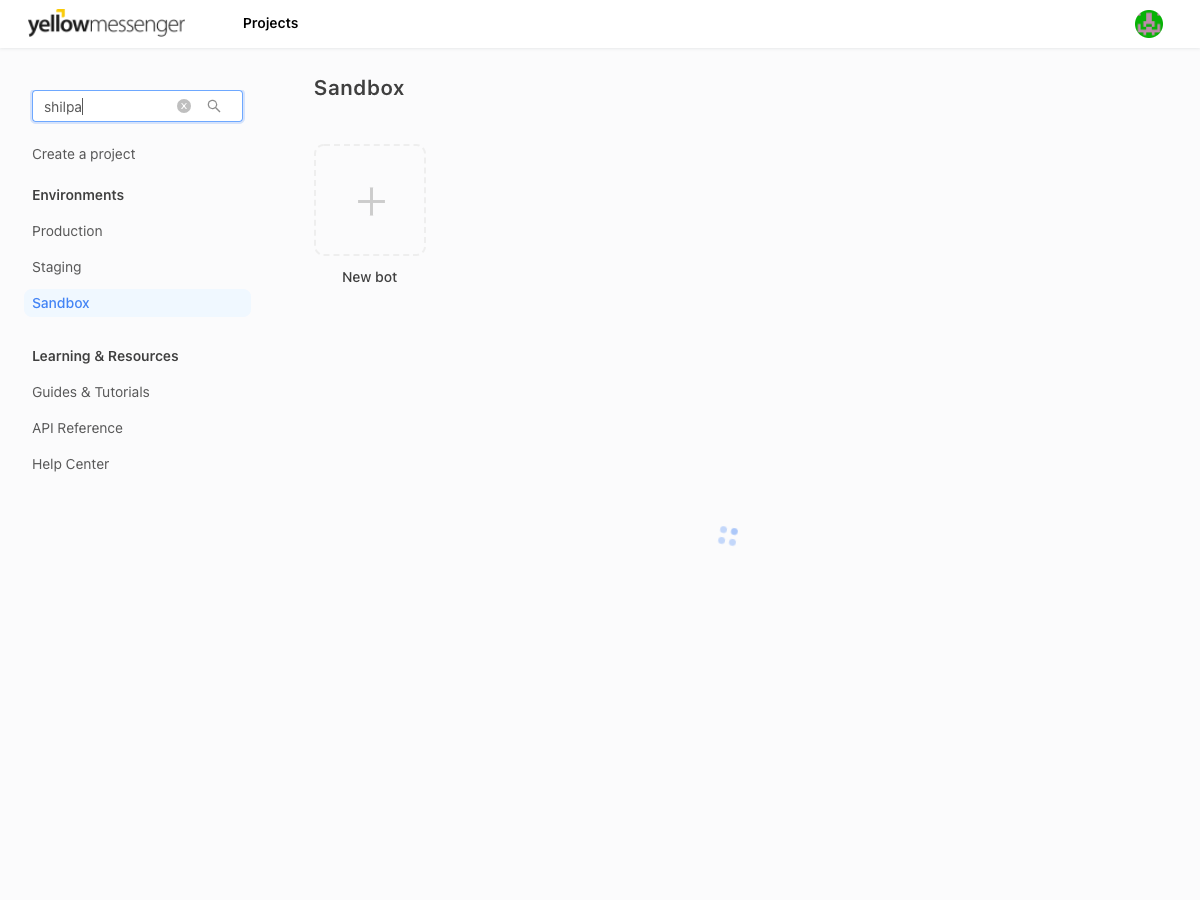 yellowmessenger
Projects
shilpa
Create a project
Environments
Production
Staging
Sandbox
Learning & Resources
Guides & Tutorials
API Reference
Help Center
Sandbox
New bot